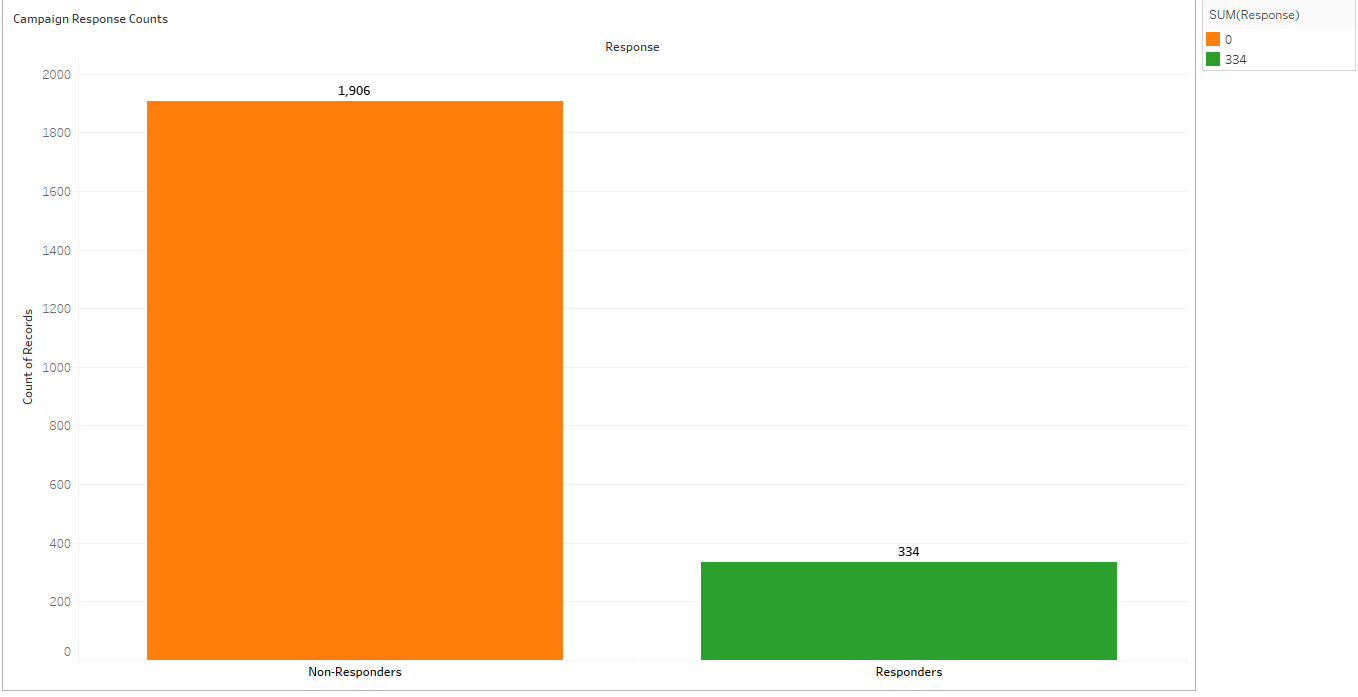 Campaign Response Counts
SUM(Response)
0
334
Response
2000
1800
1600
1400
1200
1000
800
600
400
200
0
Count of Records
1,906
334
Non-Responders
Responders